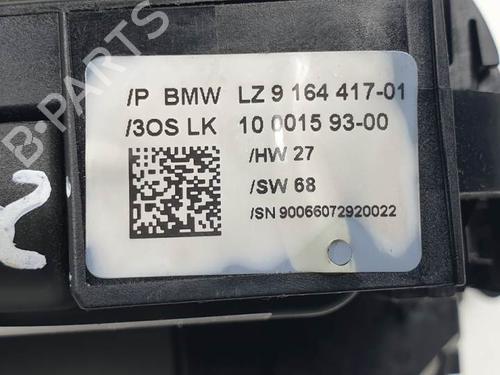 B-PARTS
/P BMW LZ 9 164 417-01
/3OS LK 10 0015 93-00
/HW 27
/SW 68
/SN 90066072920022